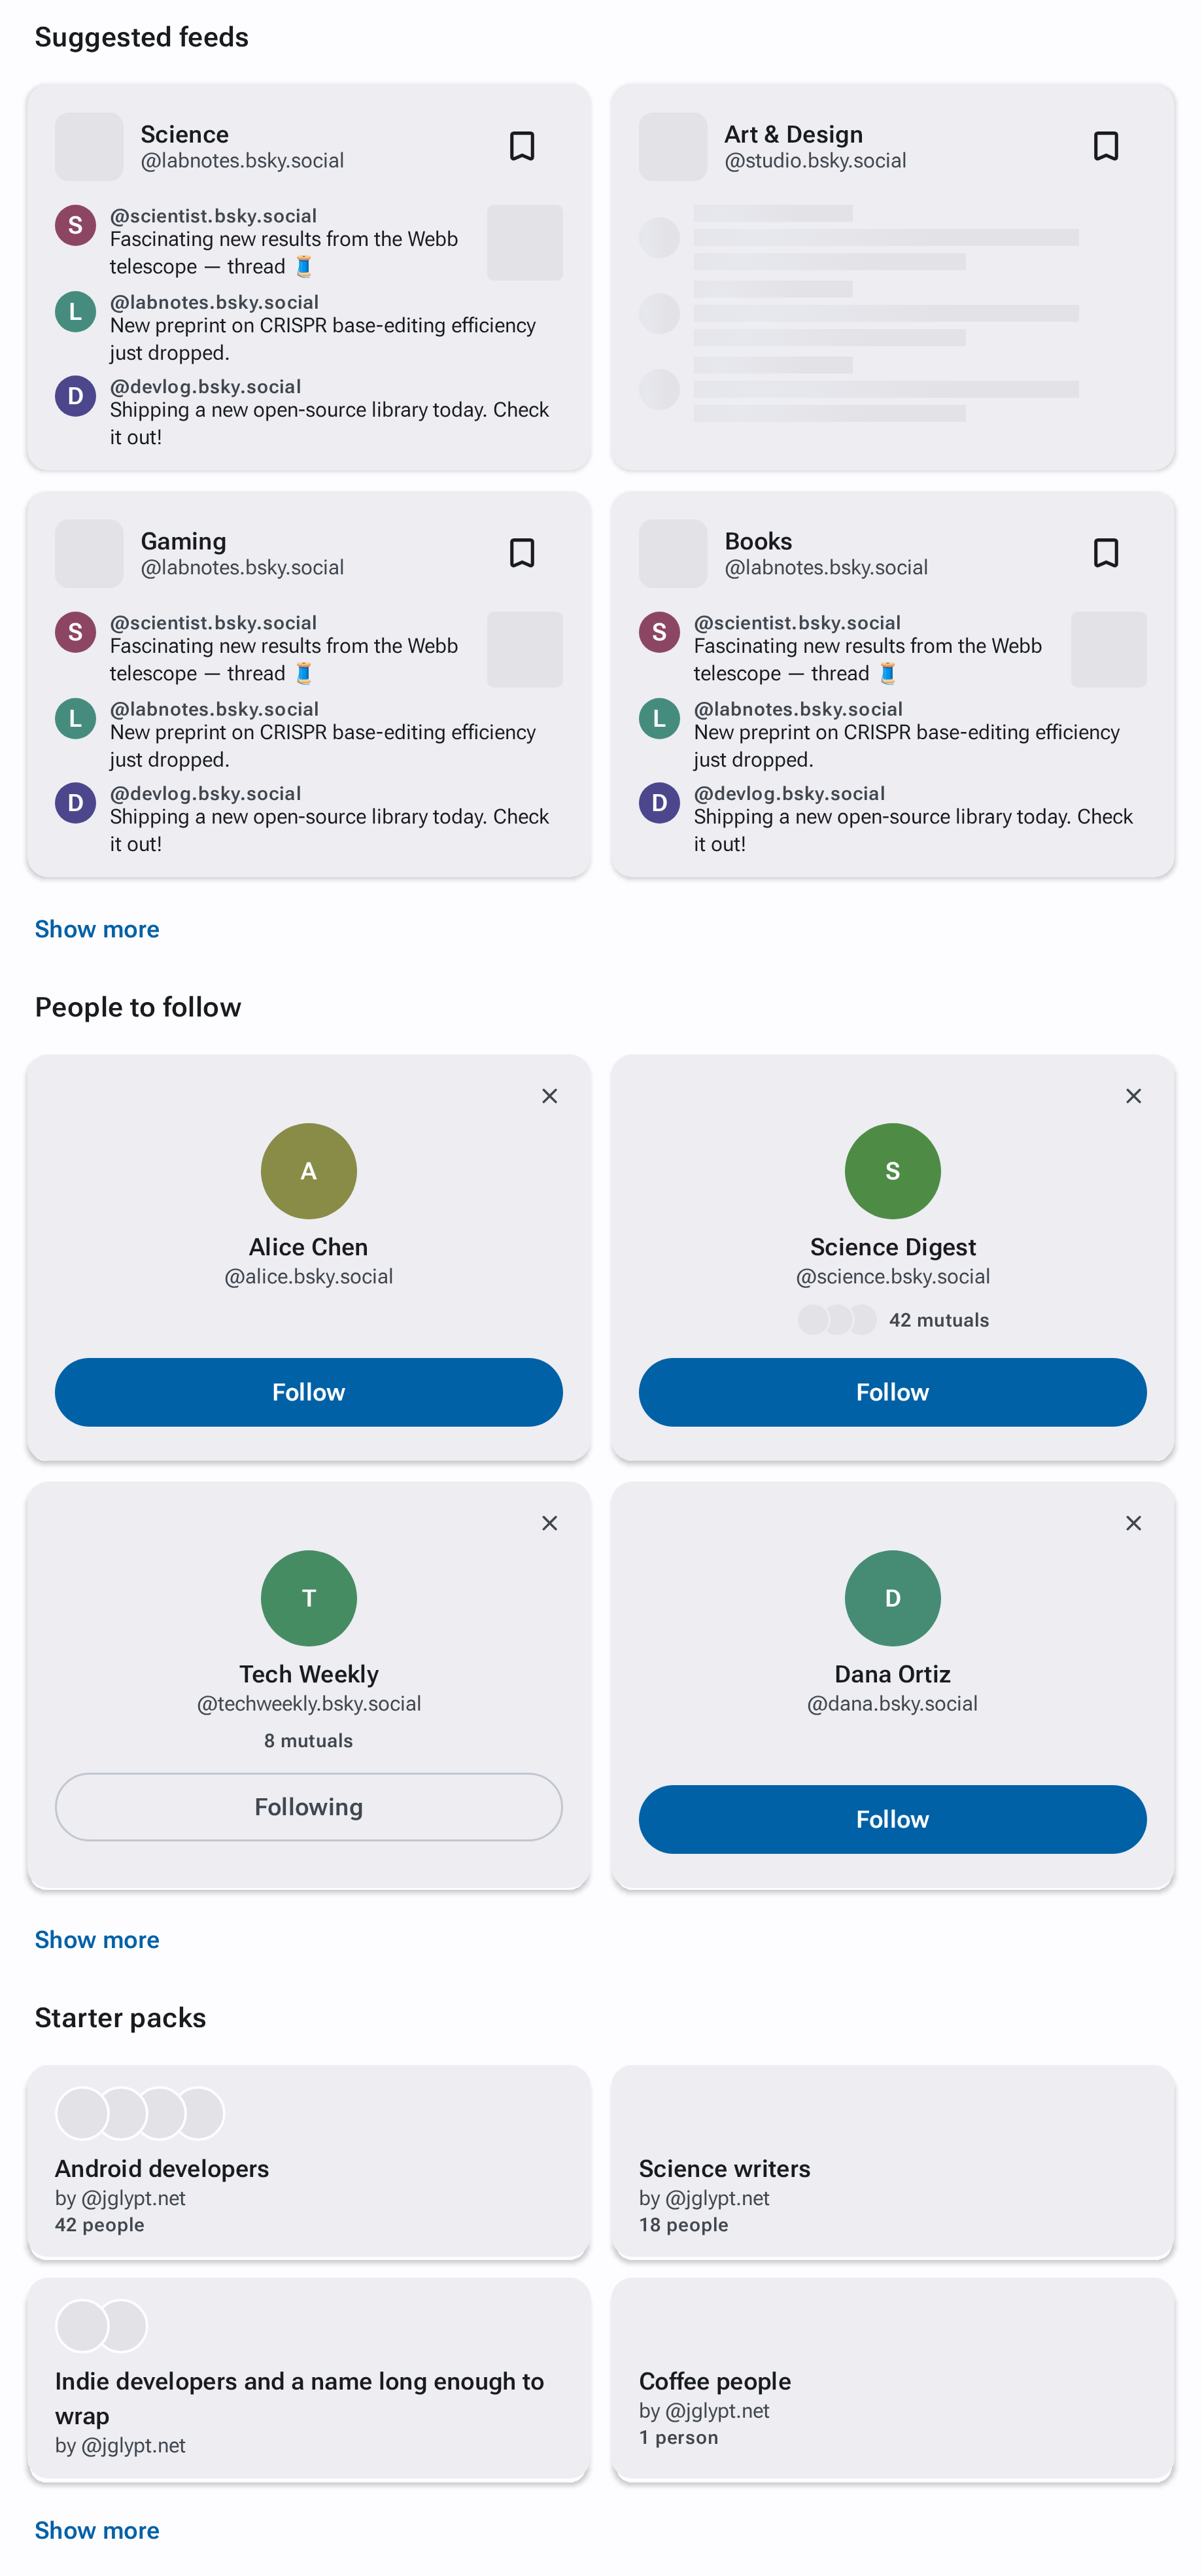 Suggested feeds
Science
@labnotes.bsky.social
S
@scientist.bsky.social
Fascinating new results from the Webb
telescope — thread 🧵
L
@labnotes.bsky.social
New preprint on CRISPR base-editing efficiency
just dropped.
D
@devlog.bsky.social
Shipping a new open-source library today. Check
it out!
Art & Design
@studio.bsky.social
Gaming
@labnotes.bsky.social
S
@scientist.bsky.social
Fascinating new results from the Webb
telescope — thread 🧵
L
@labnotes.bsky.social
New preprint on CRISPR base-editing efficiency
just dropped.
D
@devlog.bsky.social
Shipping a new open-source library today. Check
it out!
Books
@labnotes.bsky.social
S
@scientist.bsky.social
Fascinating new results from the Webb
telescope — thread 🧵
L
@labnotes.bsky.social
New preprint on CRISPR base-editing efficiency
just dropped.
D
@devlog.bsky.social
Shipping a new open-source library today. Check
it out!
Show more
People to follow
A
Alice Chen
@alice.bsky.social
Follow
S
Science Digest
@science.bsky.social
42 mutuals
Follow
T
Tech Weekly
@techweekly.bsky.social
8 mutuals
Following
D
Dana Ortiz
@dana.bsky.social
Follow
Show more
Starter packs
Android developers
by @jglypt.net
42 people
Science writers
by @jglypt.net
18 people
Indie developers and a name long enough to
wrap
by @jglypt.net
Coffee people
by @jglypt.net
1 person
Show more